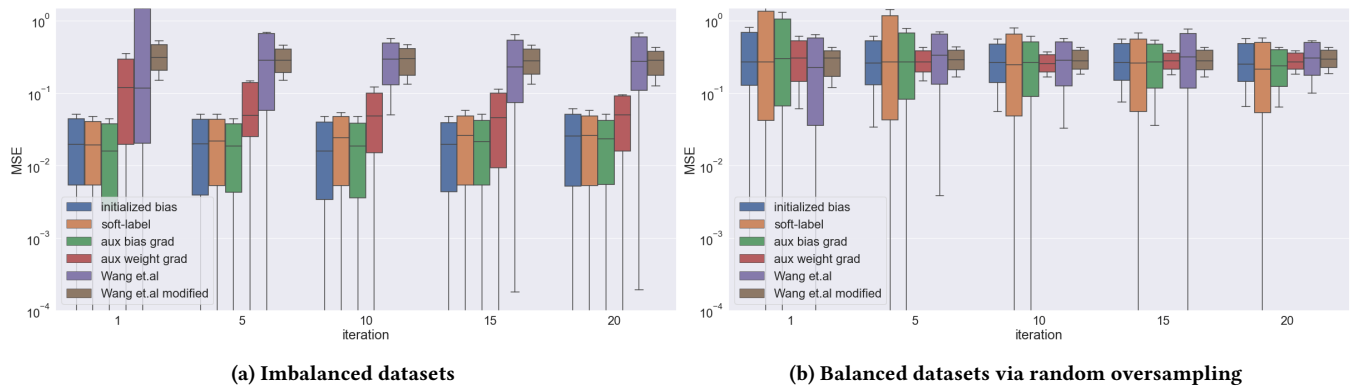 10⁰
10⁻¹
10⁻²
10⁻³
10⁻⁴
MSE
initialized bias
soft-label
aux bias grad
aux weight grad
Wang et.al
Wang et.al modified
1 5 10 15 20
iteration
(a) Imbalanced datasets
10⁰
10⁻¹
10⁻²
10⁻³
10⁻⁴
MSE
initialized bias
soft-label
aux bias grad
aux weight grad
Wang et.al
Wang et.al modified
1 5 10 15 20
iteration
(b) Balanced datasets via random oversampling